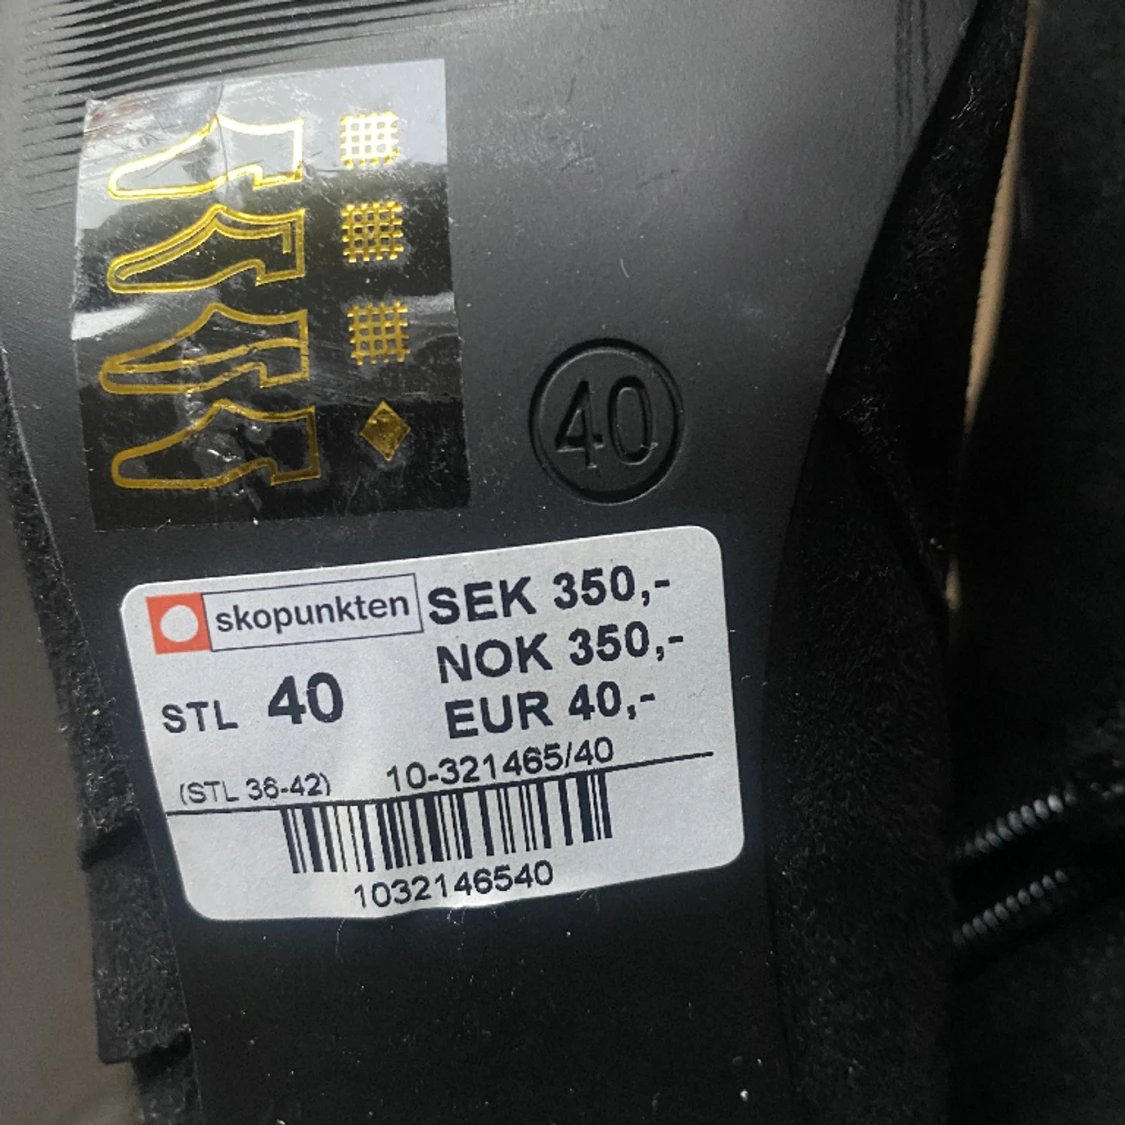 40
skopunkten
SEK 350,-
NOK 350,-
EUR 40,-
STL 40
(STL 36-42)
10-321465/40
1032146540